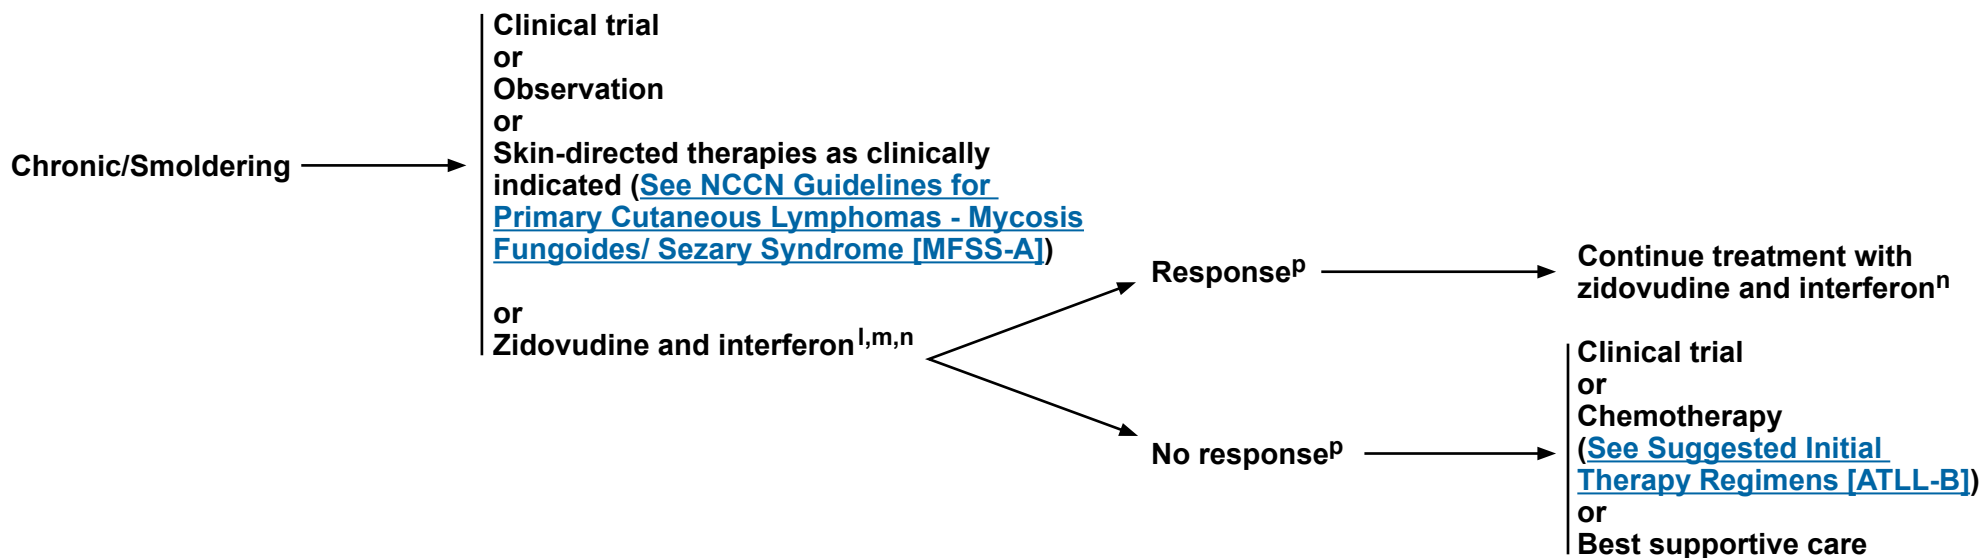 Chronic/Smoldering
Clinical trial
or
Observation
or
Skin-directed therapies as clinically
indicated (See NCCN Guidelines for
Primary Cutaneous Lymphomas - Mycosis
Fungoides/ Sezary Syndrome [MFSS-A])
or
Zidovudine and interferon l,m,n
Response p
Continue treatment with
zidovudine and interferon n
No response p
Clinical trial
or
Chemotherapy
(See Suggested Initial
Therapy Regimens [ATLL-B])
or
Best supportive care